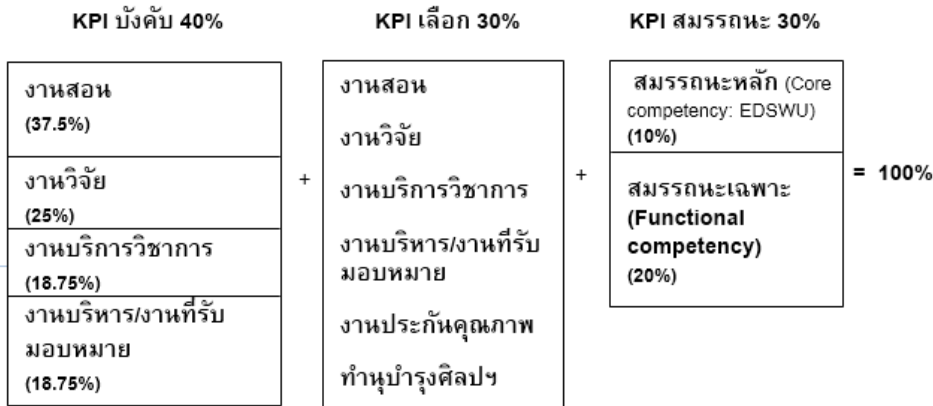 KPI บังคับ 40%
งานสอน
(37.5%)
งานวิจัย
(25%)
งานบริการวิชาการ
(18.75%)
งานบริหาร/งานที่รับ
มอบหมาย
(18.75%)
+
KPI เลือก 30%
งานสอน
งานวิจัย
งานบริการวิชาการ
งานบริหาร/งานที่รับ
มอบหมาย
งานประกันคุณภาพ
ทำนุบำรุงศิลปฯ
+
KPI สมรรถนะ 30%
สมรรถนะหลัก (Core
competency: EDSWU)
(10%)
สมรรถนะเฉพาะ
(Functional
competency)
(20%)
= 100%